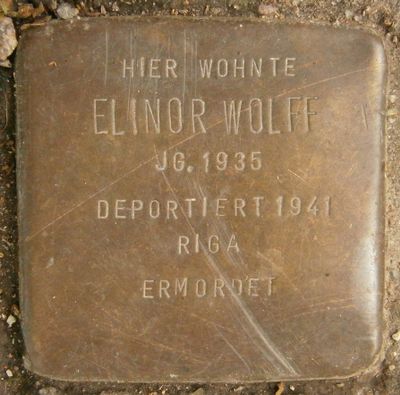 HIER WOHNTE
ELINOR WOLFF
JG. 1935
DEPORTIERT 1941
RIGA
ERMORDET